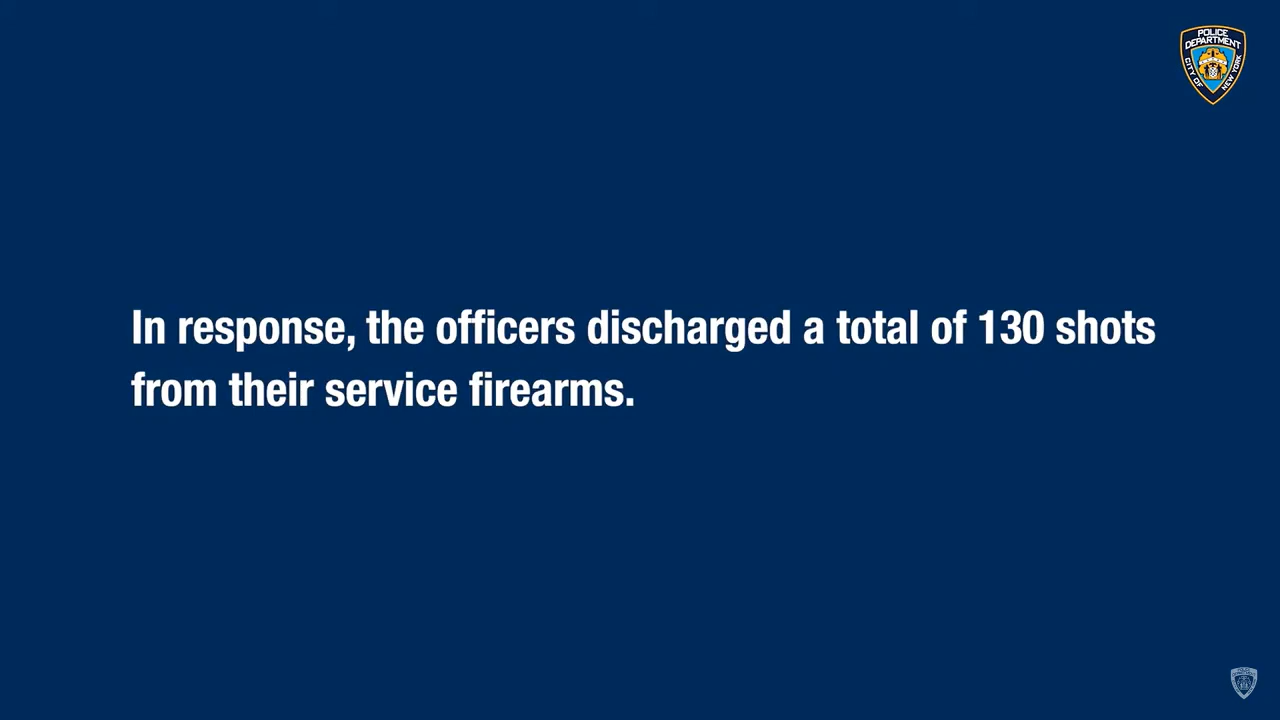 POLICE
DEPARTMENT
CITY OF
NEW YORK
In response, the officers discharged a total of 130 shots
from their service firearms.